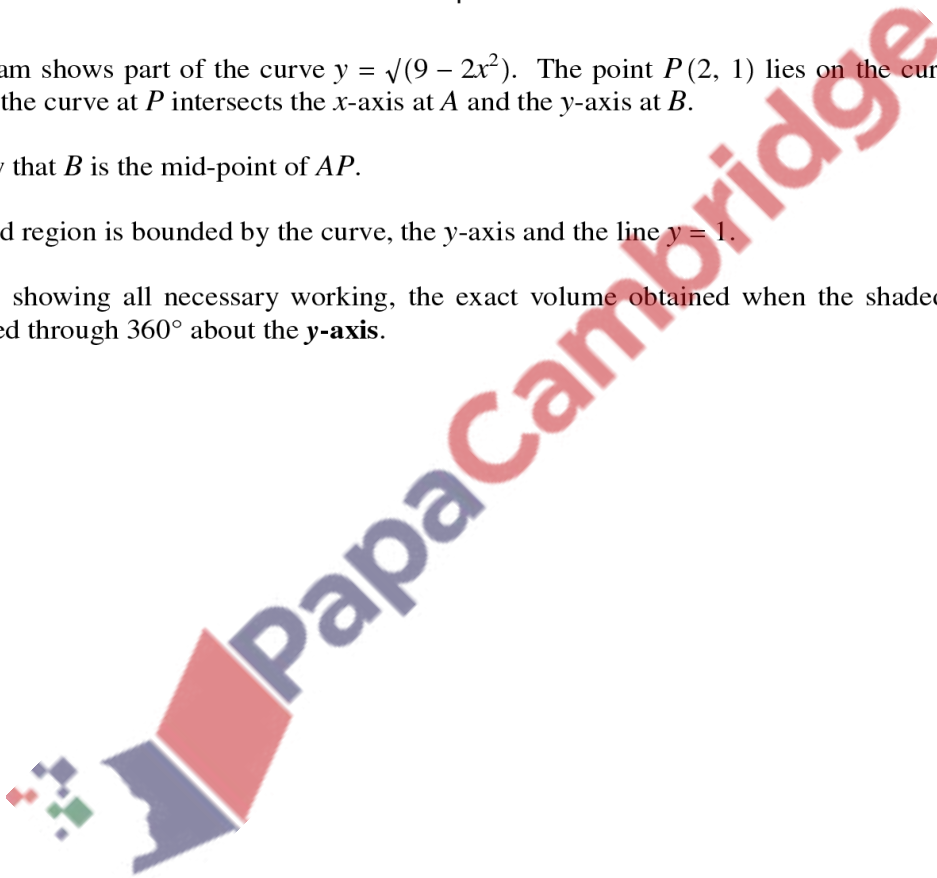 am shows part of the curve y = √(9 – 2x²). The point P(2, 1) lies on the cur
the curve at P intersects the x-axis at A and the y-axis at B.
that B is the mid-point of AP.
d region is bounded by the curve, the y-axis and the line y = 1.
showing all necessary working, the exact volume obtained when the shaded
ed through 360° about the y-axis.
PapaCambridge